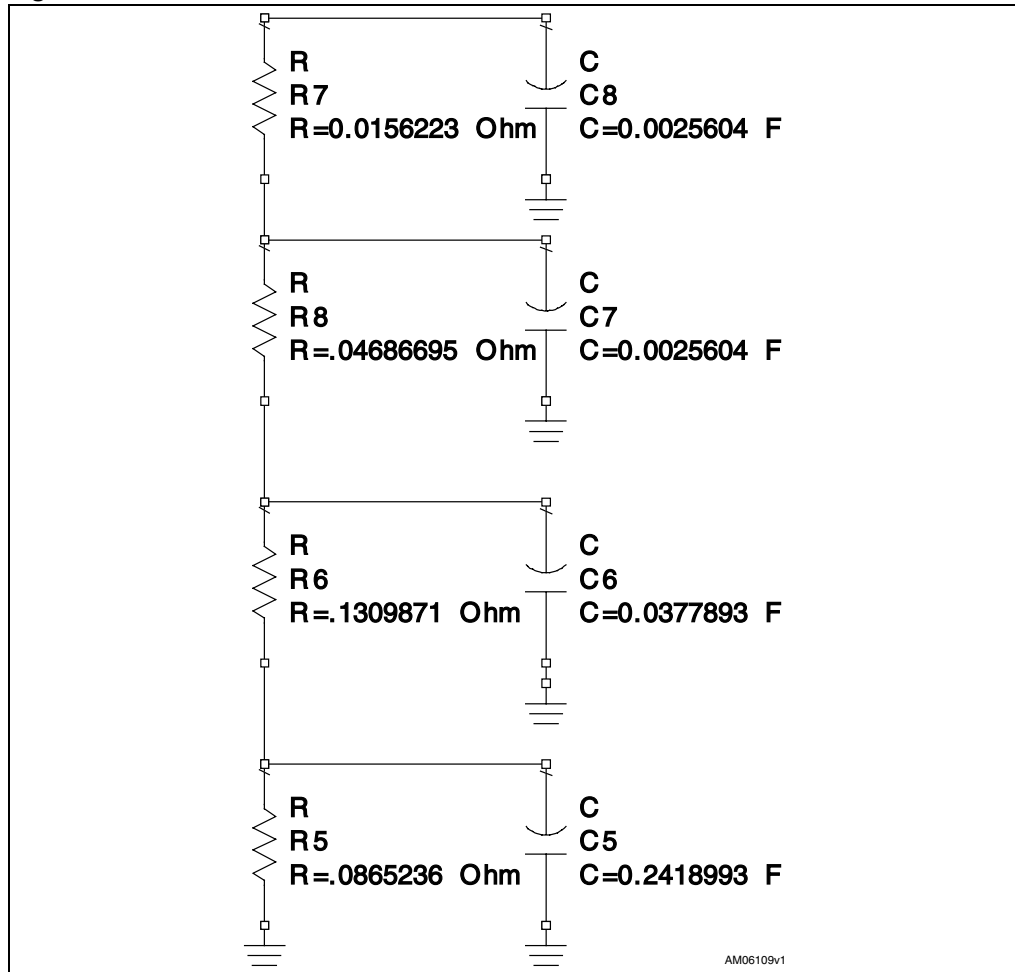 R
R7
R=0.0156223 Ohm
C
C8
C=0.0025604 F
R
R8
R=.04686695 Ohm
C
C7
C=0.0025604 F
R
R6
R=.1309871 Ohm
C
C6
C=0.0377893 F
R
R5
R=.0865236 Ohm
C
C5
C=0.2418993 F
AM06109v1